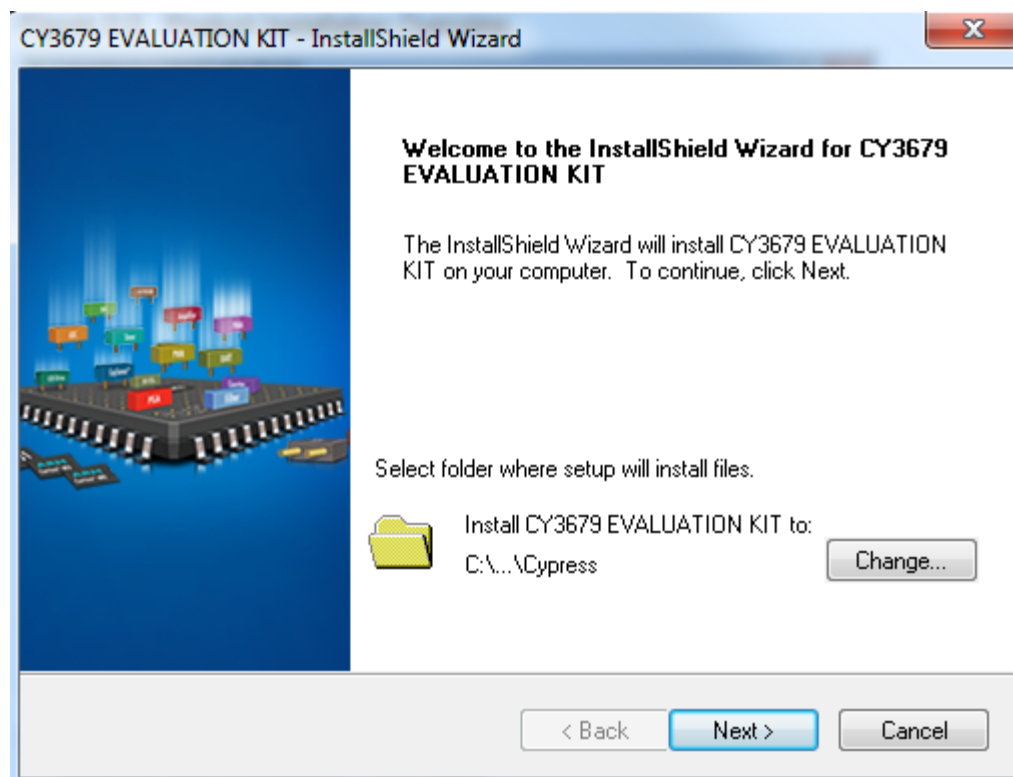 CY3679 EVALUATION KIT - InstallShield Wizard
Welcome to the InstallShield Wizard for CY3679
EVALUATION KIT
The InstallShield Wizard will install CY3679 EVALUATION
KIT on your computer.  To continue, click Next.
Select folder where setup will install files.
Install CY3679 EVALUATION KIT to:
C:\...\Cypress
Change...
< Back
Next >
Cancel